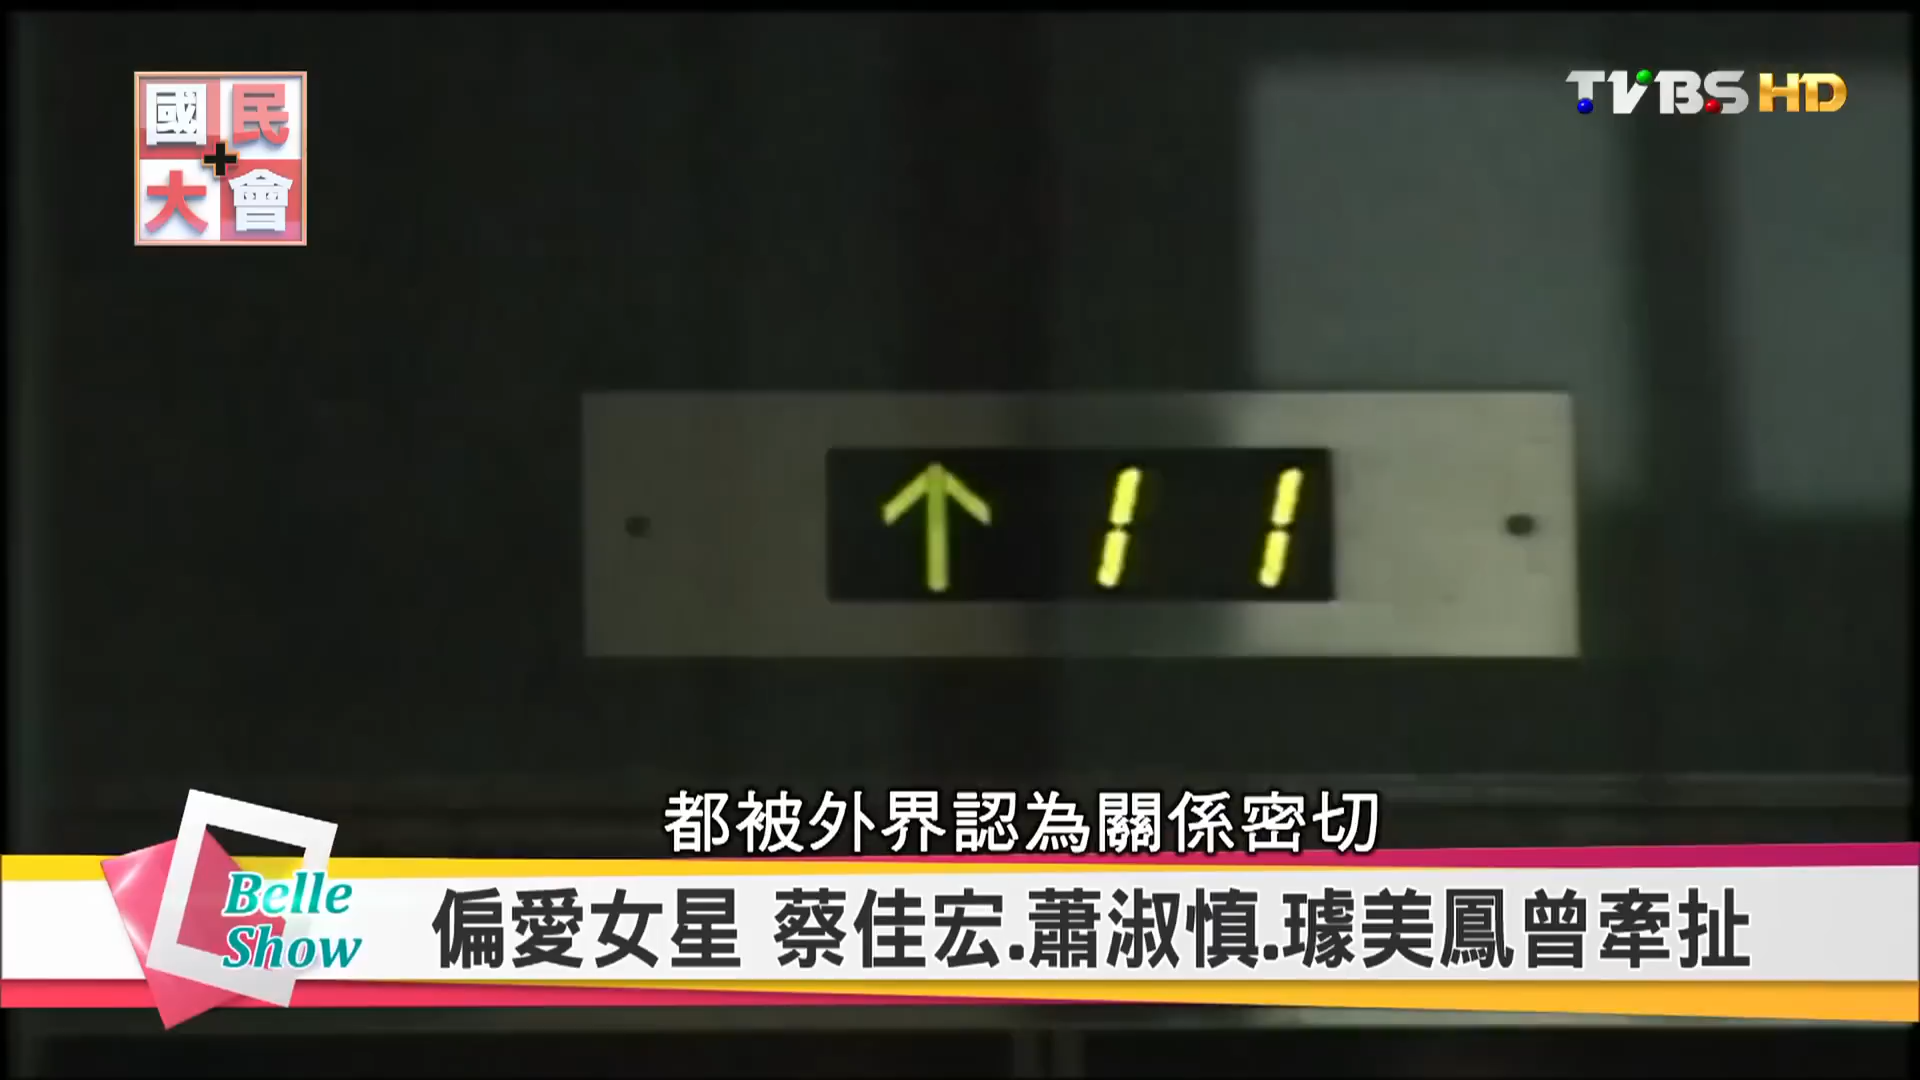 國民
大會
TVBS HD
↑ 11
都被外界認為關係密切
Belle
Show
偏愛女星 蔡佳宏.蕭淑慎.璩美鳳曾牽扯